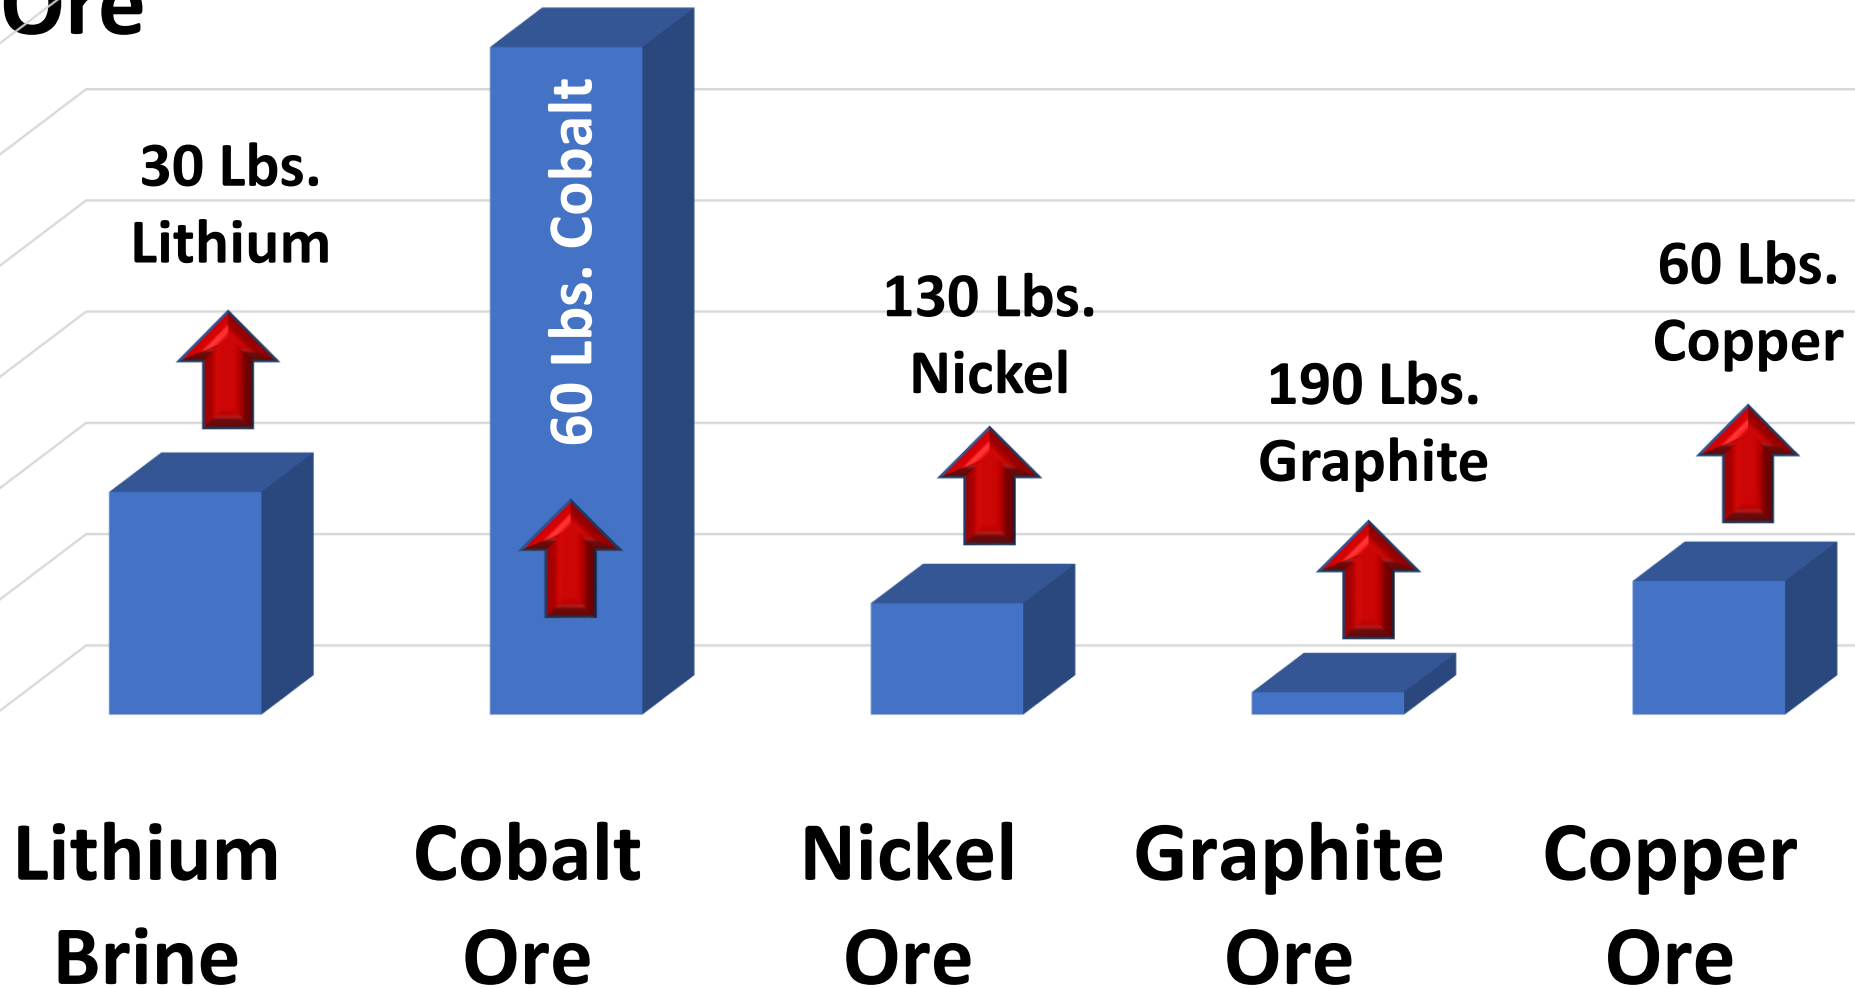 Ore
30 Lbs.
Lithium
60 Lbs. Cobalt
130 Lbs.
Nickel
190 Lbs.
Graphite
60 Lbs.
Copper
Lithium
Brine
Cobalt
Ore
Nickel
Ore
Graphite
Ore
Copper
Ore